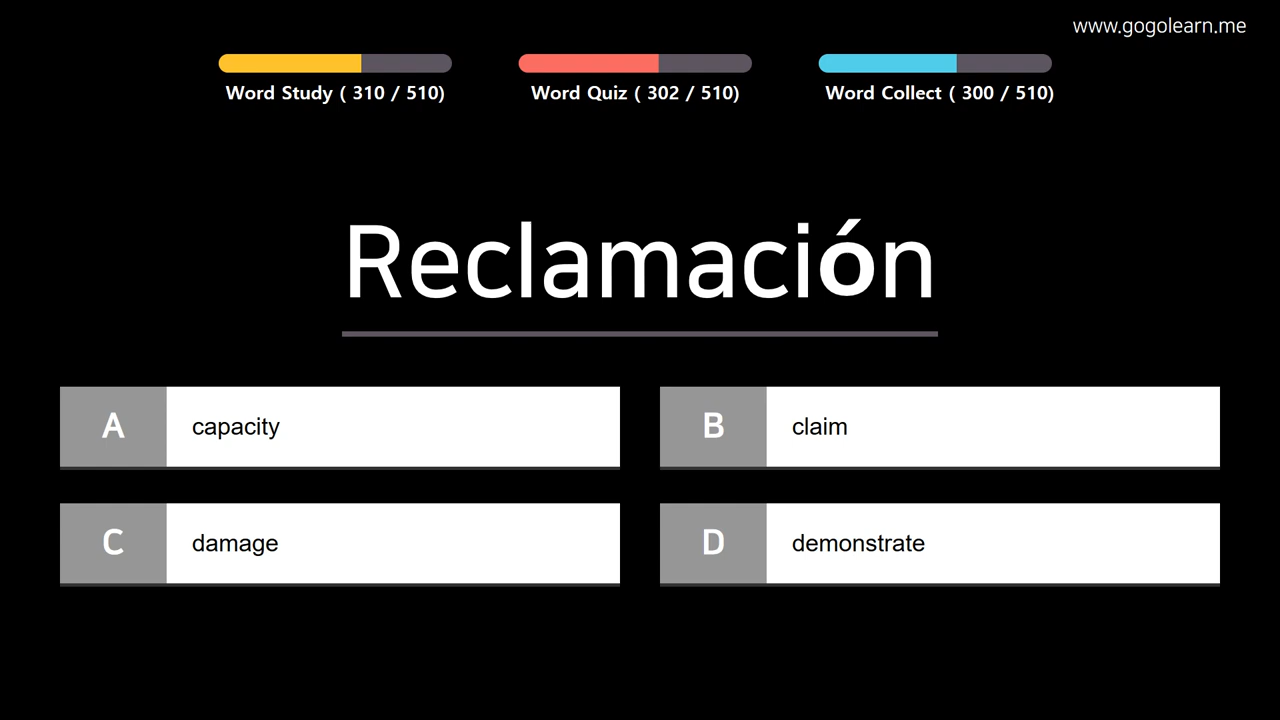 www.gogolearn.me
Word Study ( 310 / 510)
Word Quiz ( 302 / 510)
Word Collect ( 300 / 510)
Reclamación
A capacity
B claim
C damage
D demonstrate